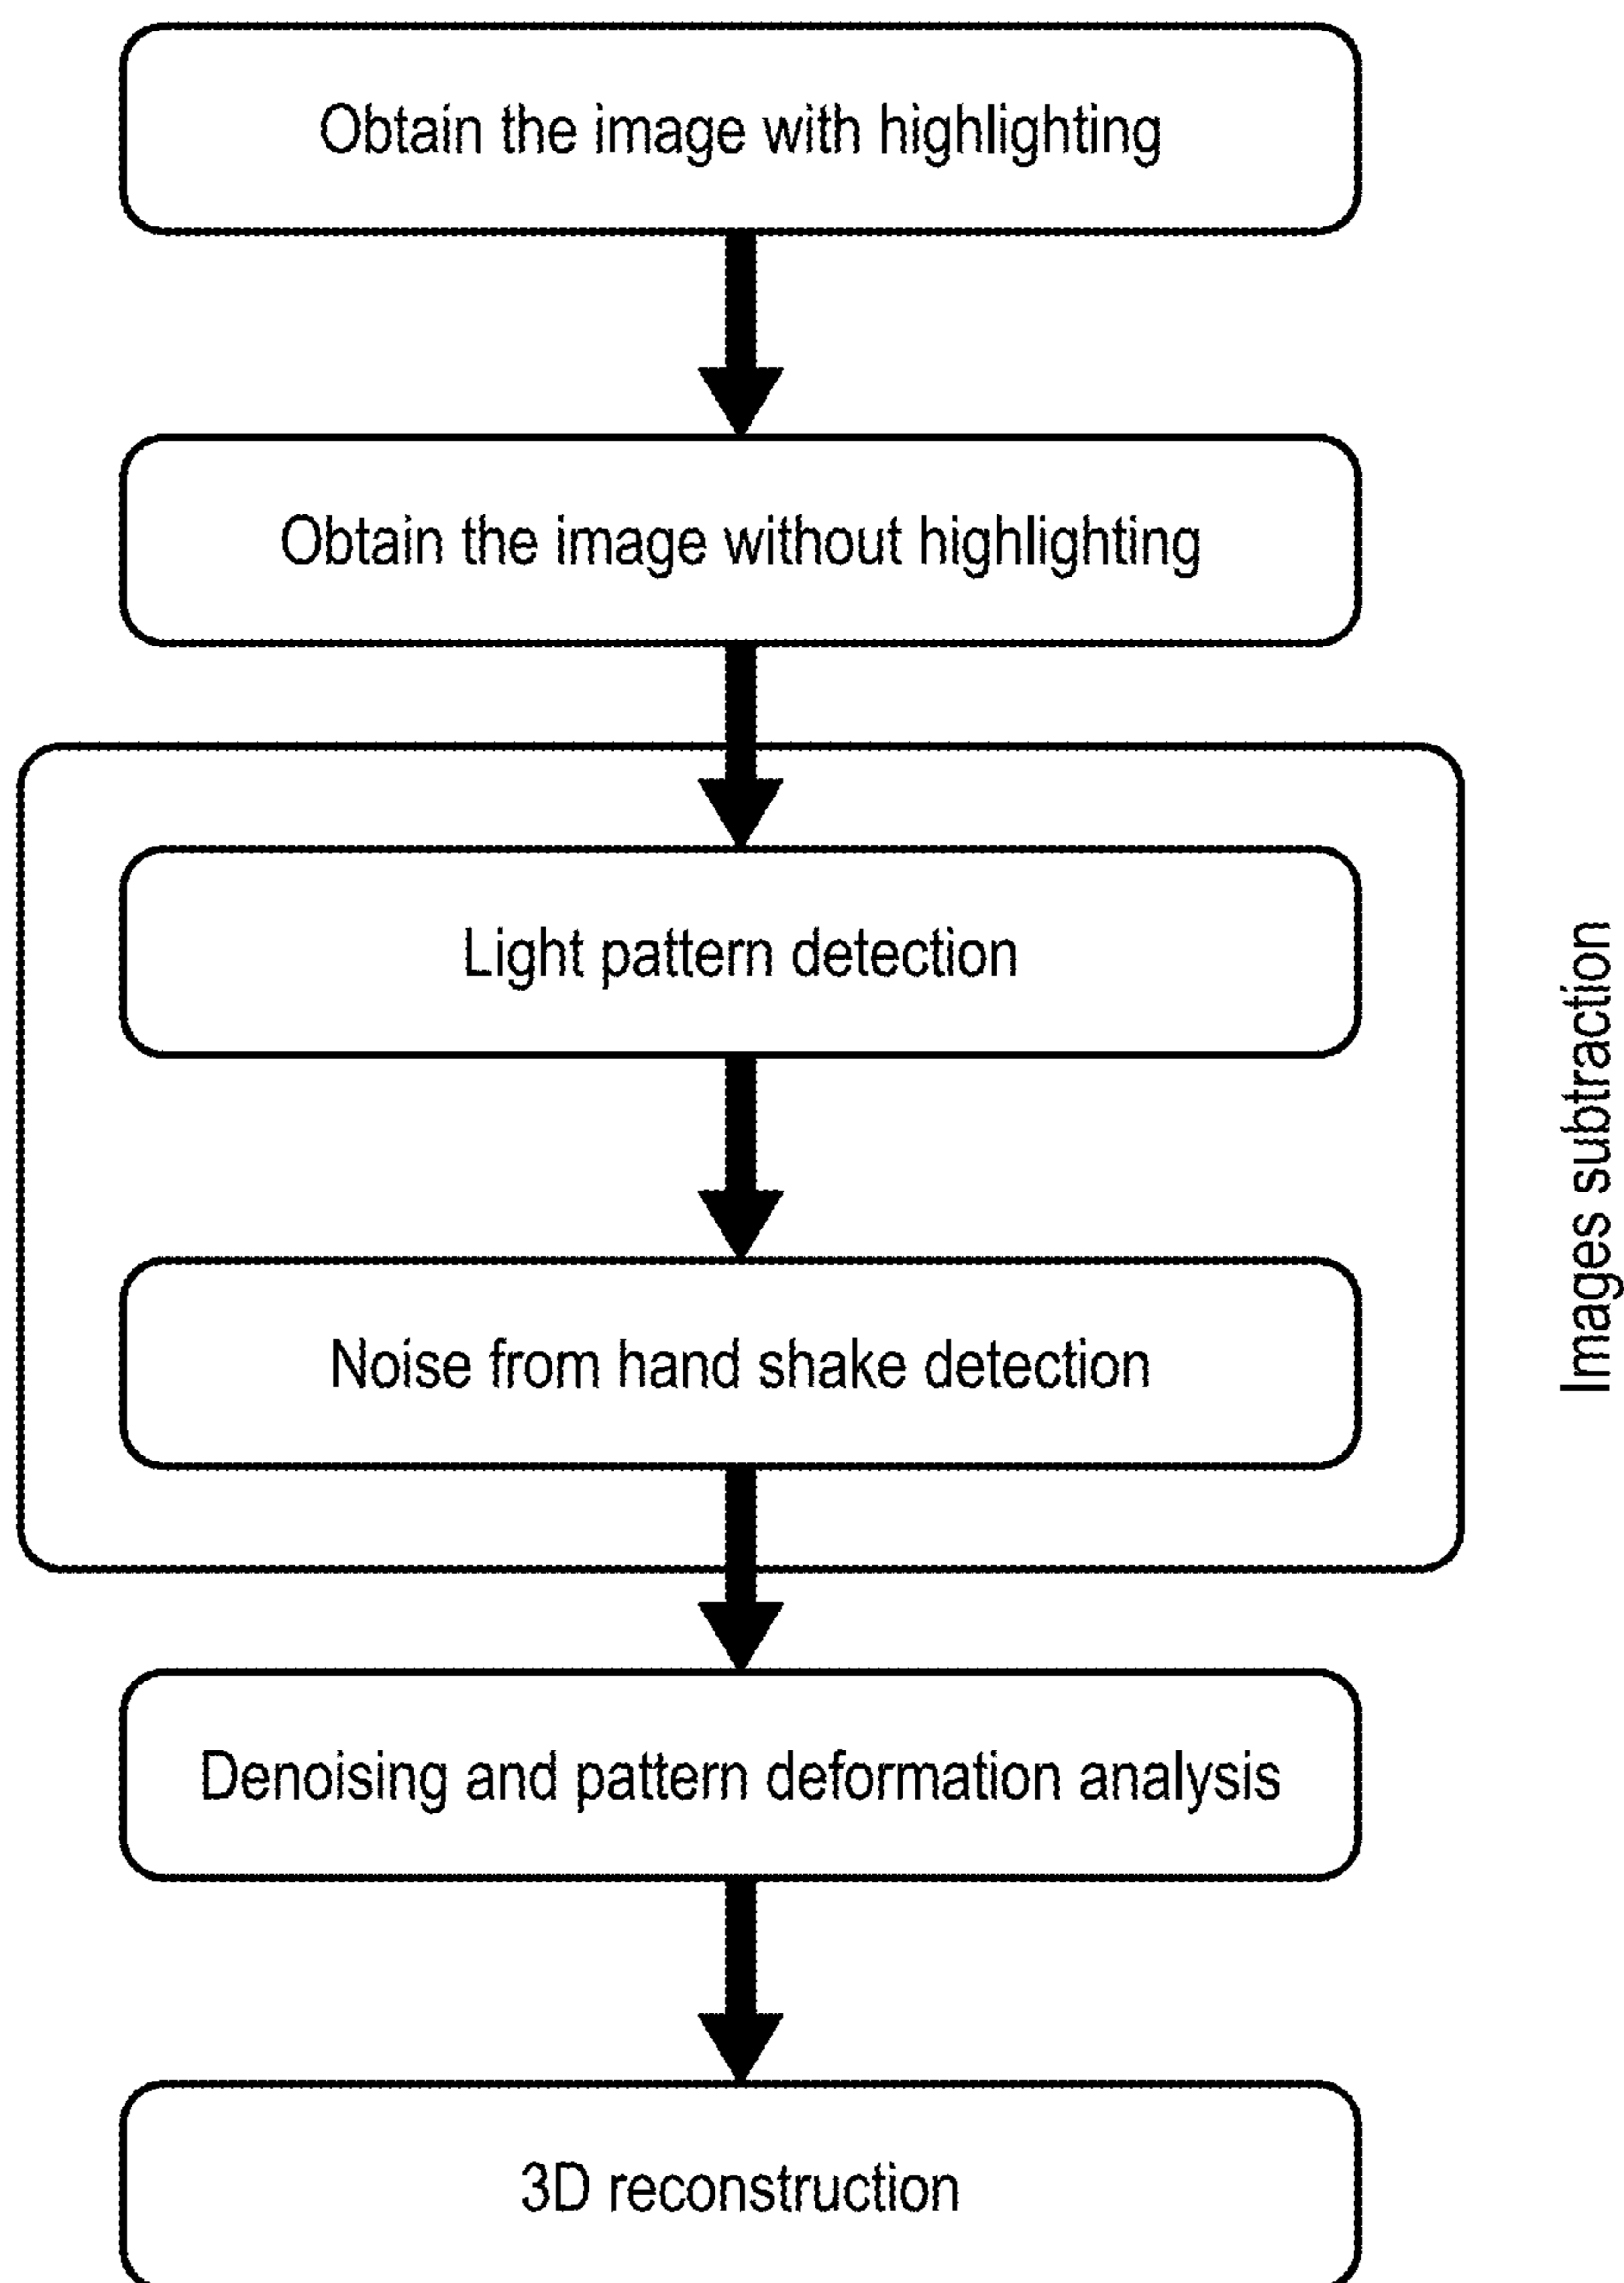 Obtain the image with highlighting
Obtain the image without highlighting
Light pattern detection
Noise from hand shake detection
Images subtraction
Denoising and pattern deformation analysis
3D reconstruction